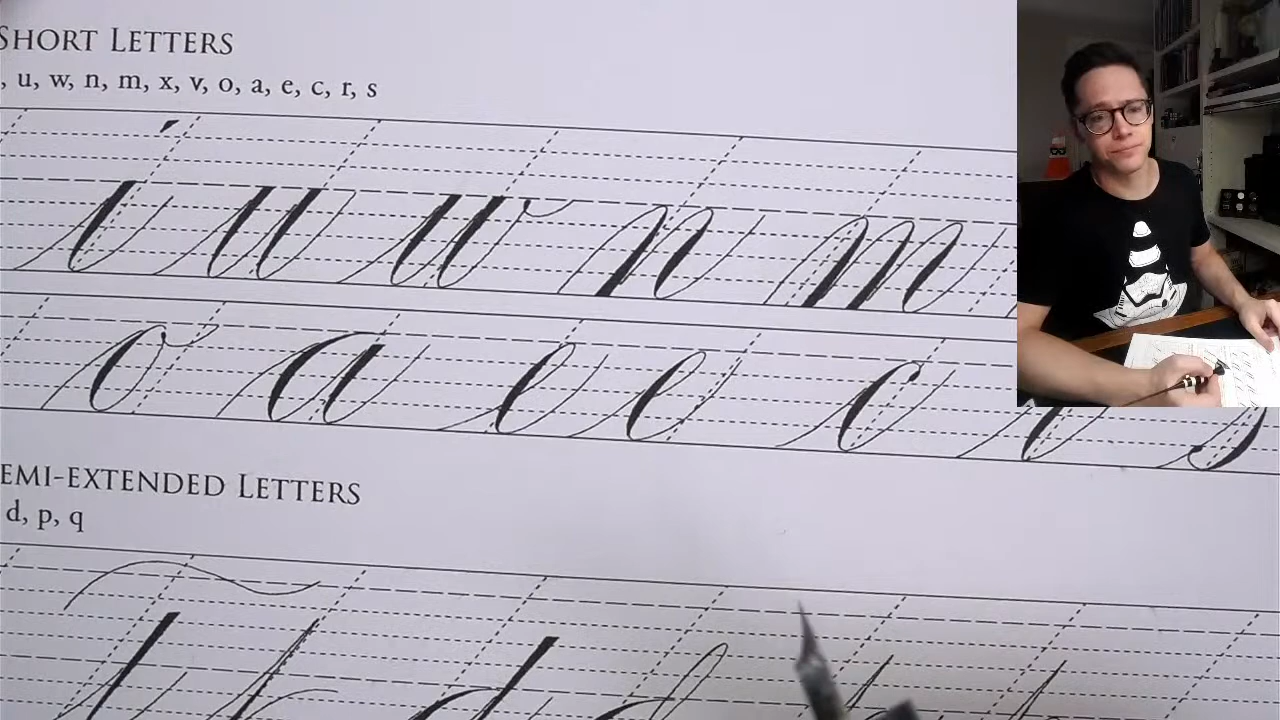 SHORT LETTERS
, u, w, n, m, x, v, o, a, e, c, r, s
i u w n m
o a e e c r s
EMI-EXTENDED LETTERS
d, p, q
t t d d